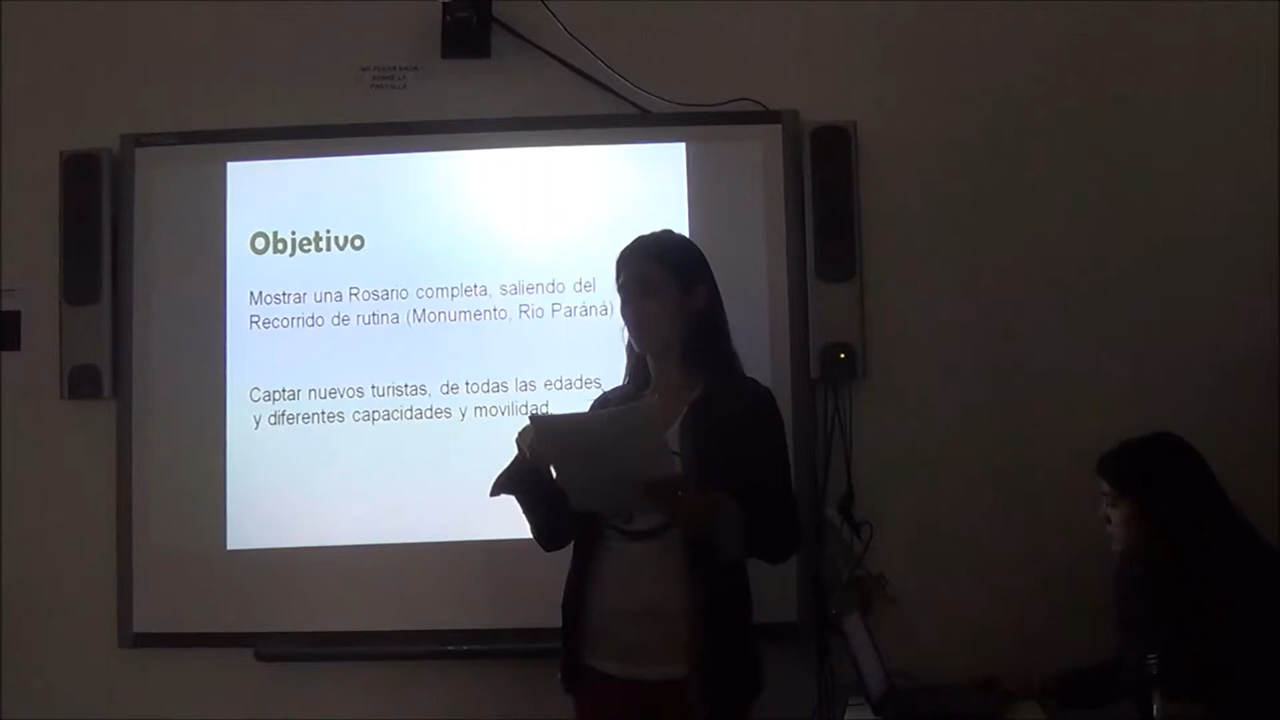 Objetivo
Mostrar una Rosario completa, saliendo del
Recorrido de rutina (Monumento, Rio Paráná)
Captar nuevos turistas, de todas las edades,
y diferentes capacidades y movilidad.